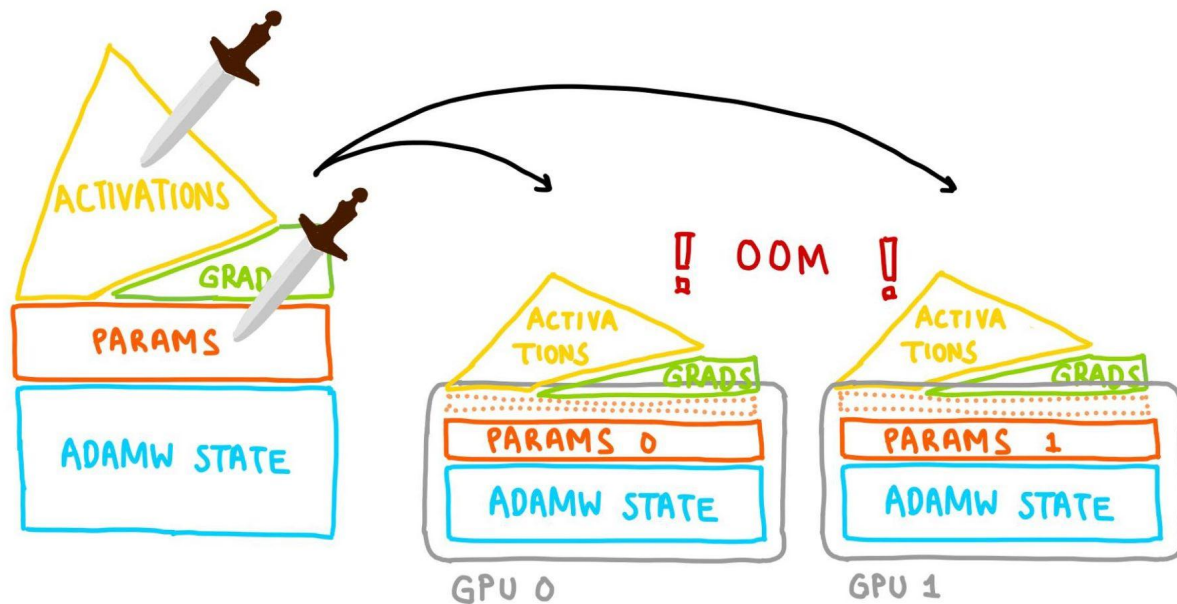 ACTIVATIONS
GRADS
PARAMS
ADAMW STATE
! OOM !
ACTIVA
TIONS
GRADS
PARAMS 0
ADAMW STATE
GPU 0
ACTIVA
TIONS
GRADS
PARAMS 1
ADAMW STATE
GPU 1